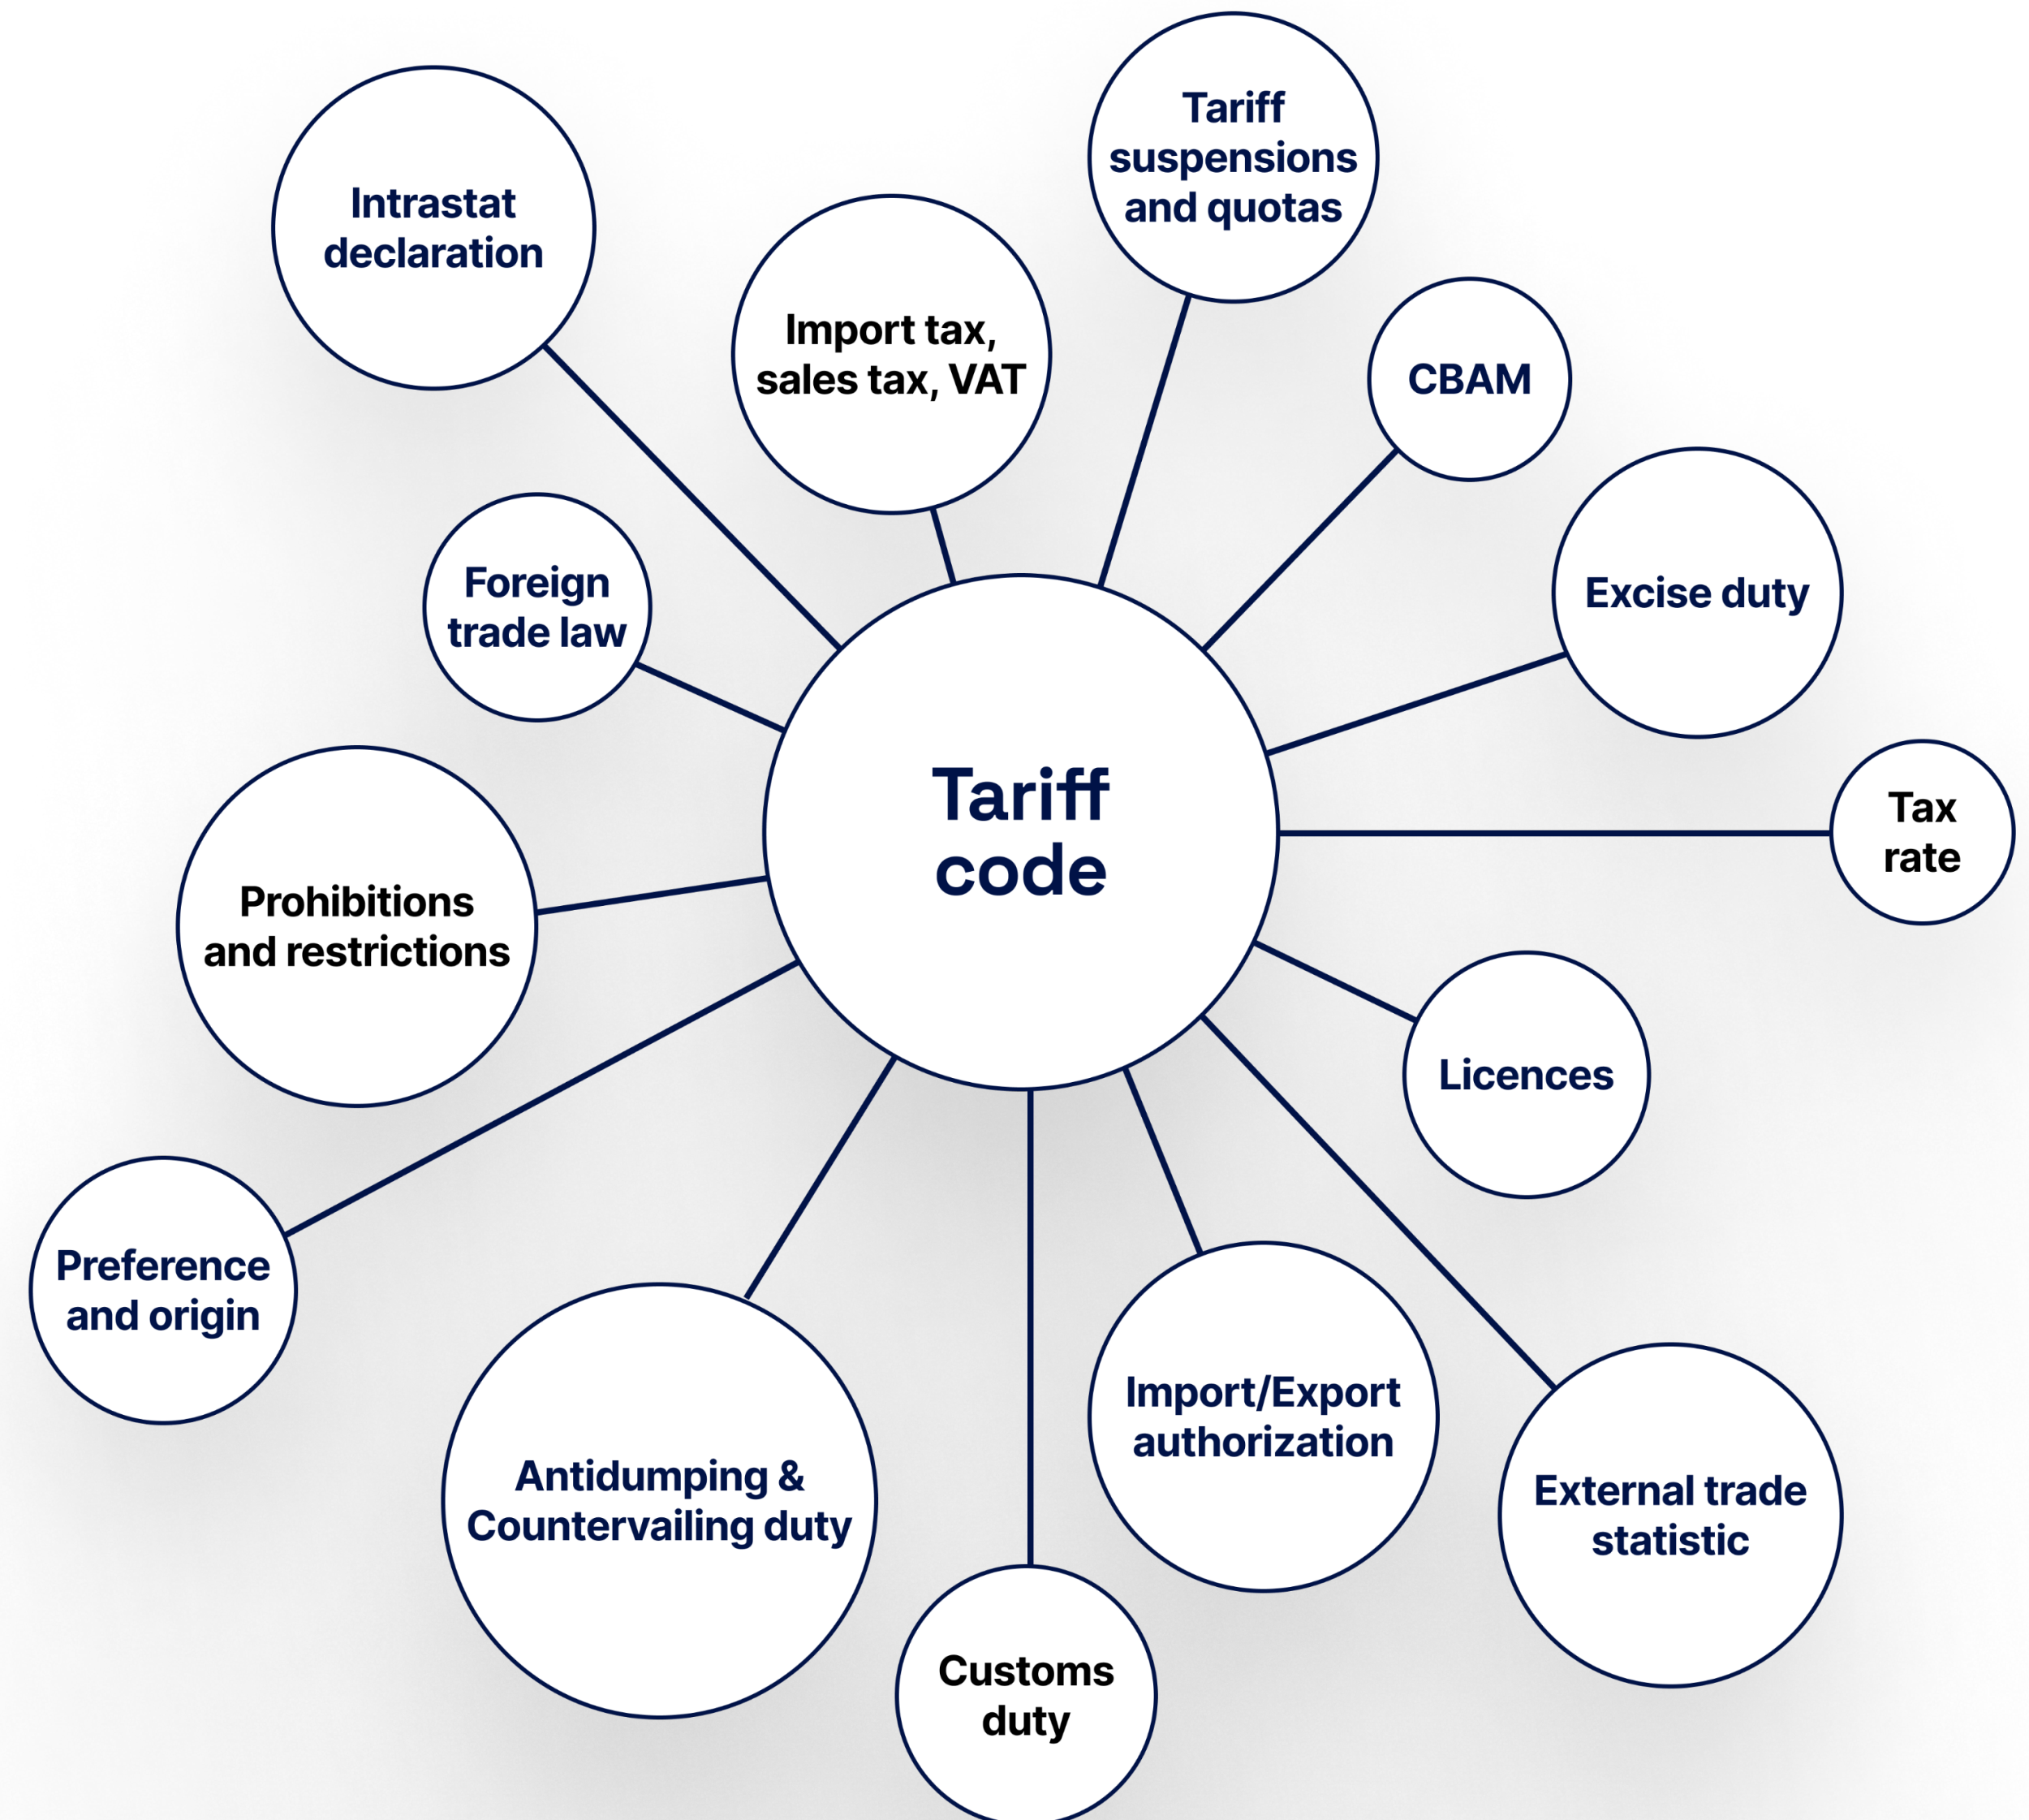 Tariff
suspensions
and quotas
Intrastat
declaration
Import tax,
sales tax, VAT
CBAM
Foreign
trade law
Excise duty
Tariff
code
Tax
rate
Prohibitions
and restrictions
Licences
Preference
and origin
Import/Export
authorization
Antidumping &
Countervailing duty
External trade
statistic
Customs
duty